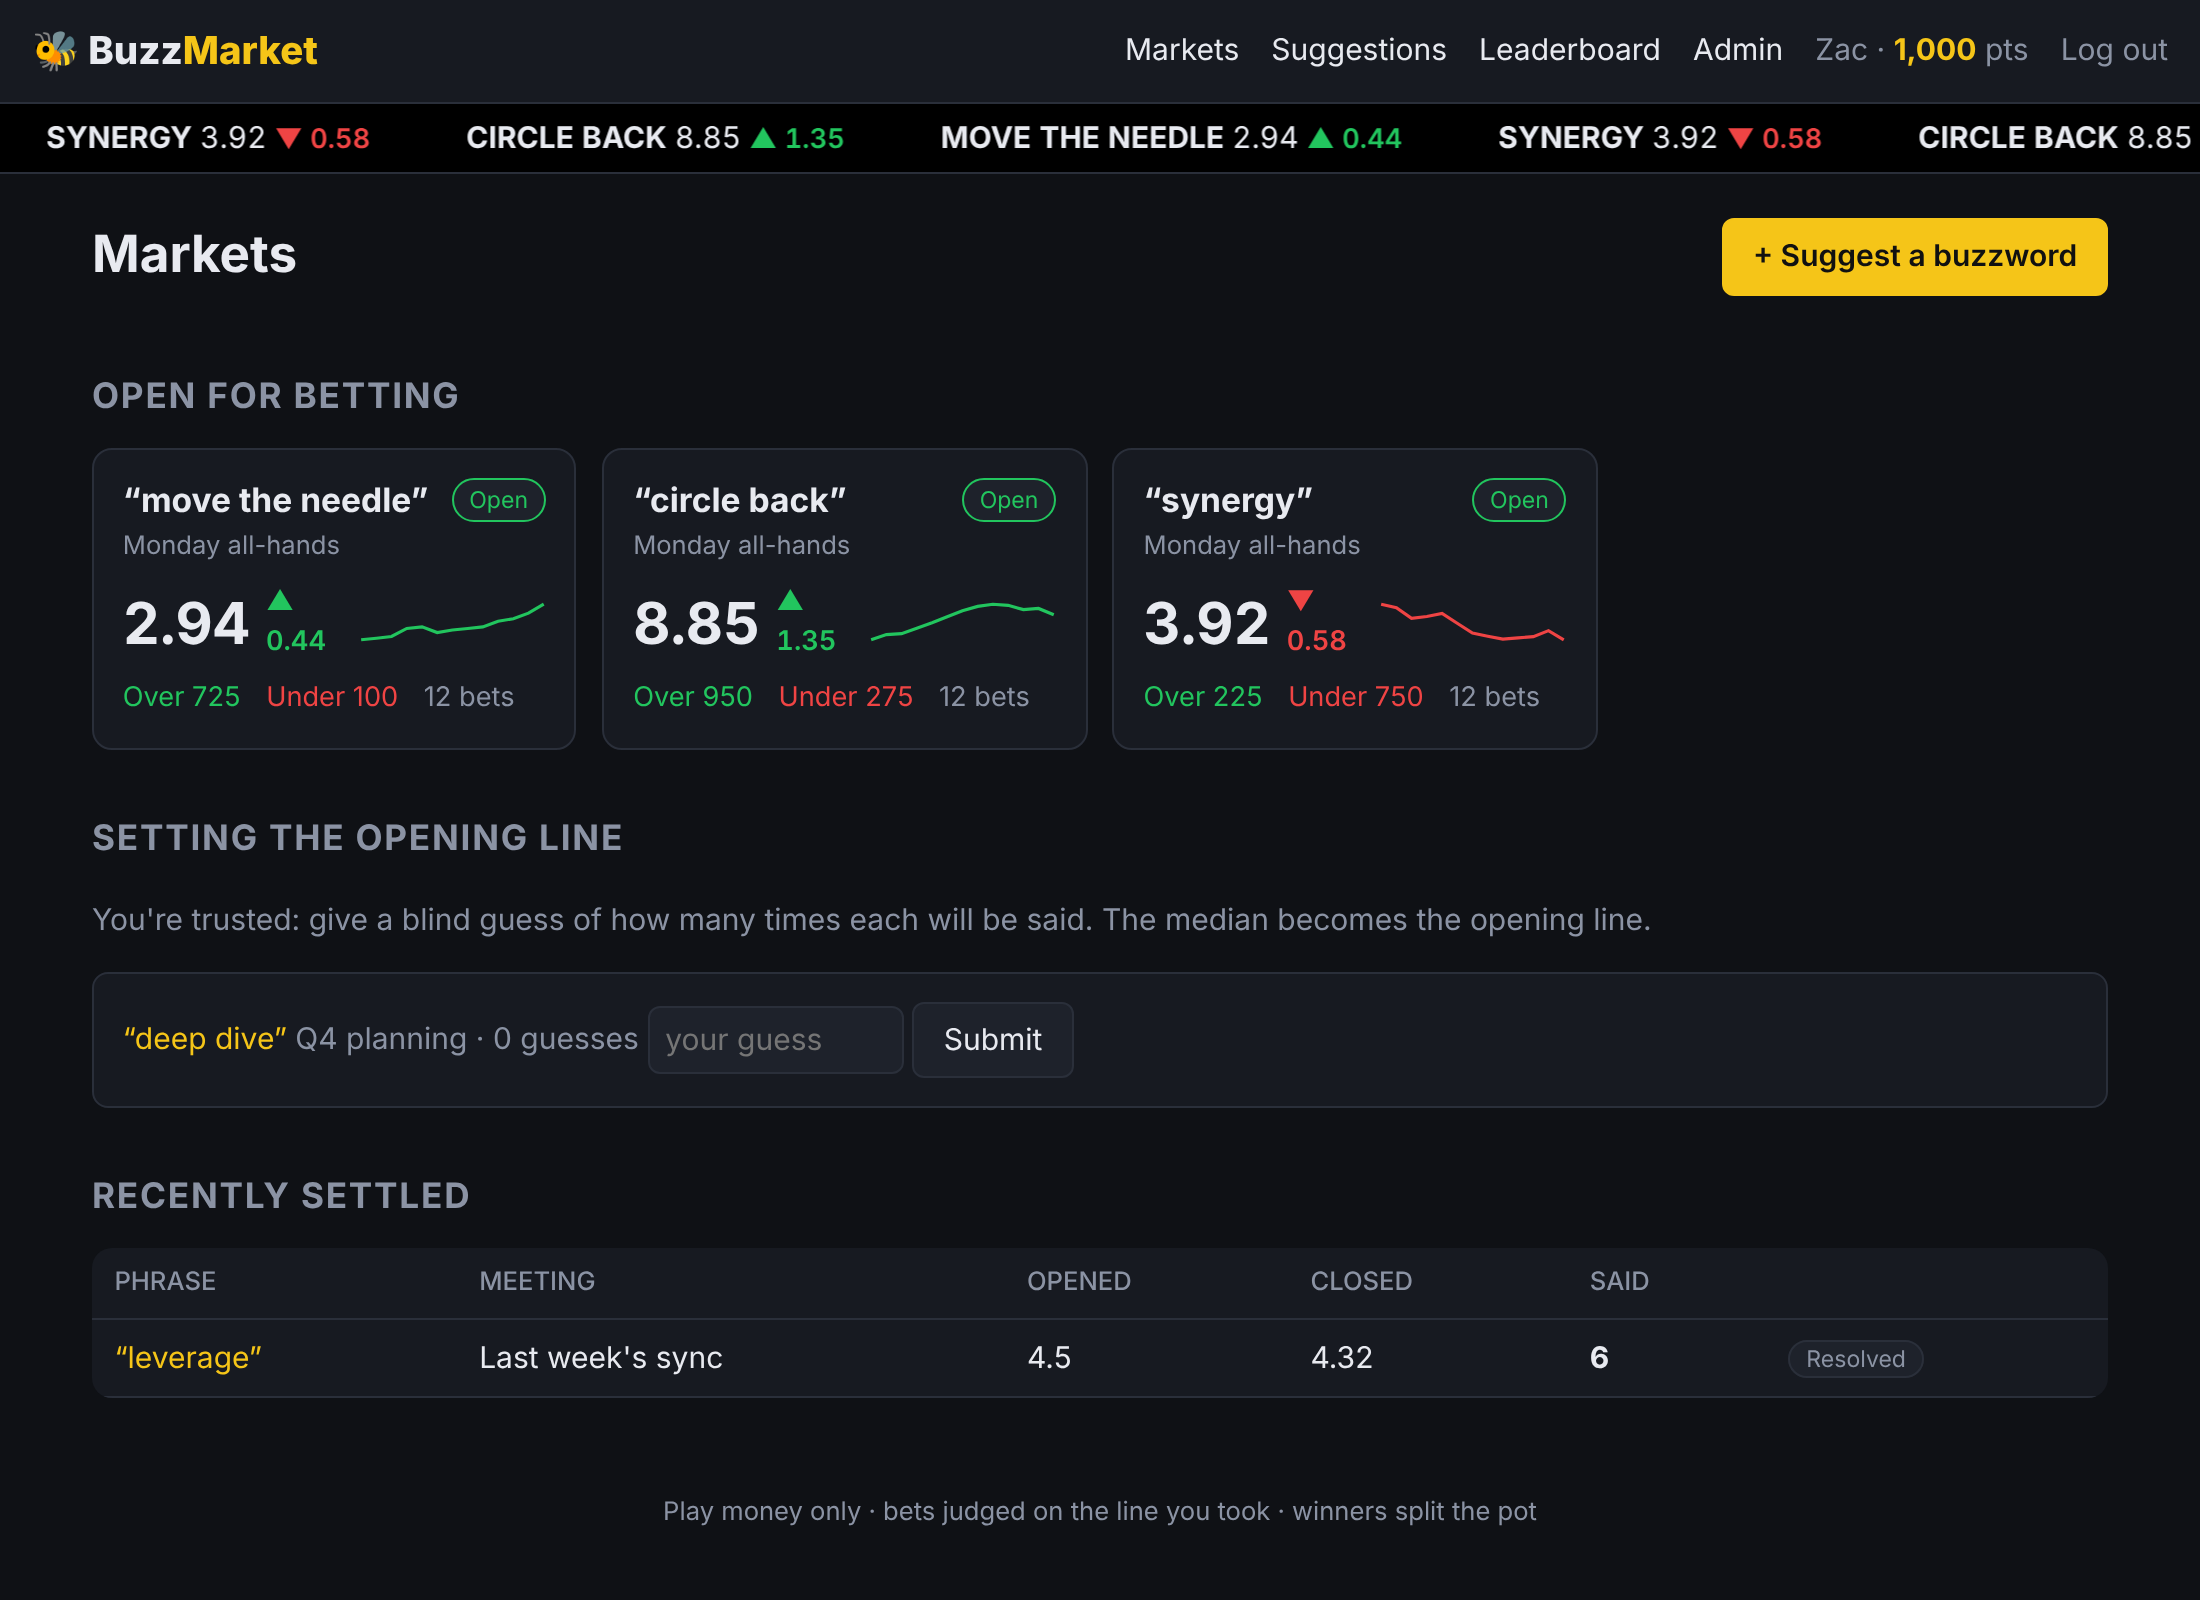 BuzzMarket
Markets Suggestions Leaderboard Admin Zac · 1,000 pts Log out
SYNERGY 3.92 ▼ 0.58 CIRCLE BACK 8.85 ▲ 1.35 MOVE THE NEEDLE 2.94 ▲ 0.44 SYNERGY 3.92 ▼ 0.58 CIRCLE BACK 8.85
Markets
+ Suggest a buzzword
OPEN FOR BETTING
“move the needle” Open
Monday all-hands
2.94 ▲ 0.44
Over 725 Under 100 12 bets
“circle back” Open
Monday all-hands
8.85 ▲ 1.35
Over 950 Under 275 12 bets
“synergy” Open
Monday all-hands
3.92 ▼ 0.58
Over 225 Under 750 12 bets
SETTING THE OPENING LINE
You're trusted: give a blind guess of how many times each will be said. The median becomes the opening line.
“deep dive” Q4 planning · 0 guesses your guess Submit
RECENTLY SETTLED
PHRASE MEETING OPENED CLOSED SAID
“leverage” Last week's sync 4.5 4.32 6 Resolved
Play money only · bets judged on the line you took · winners split the pot